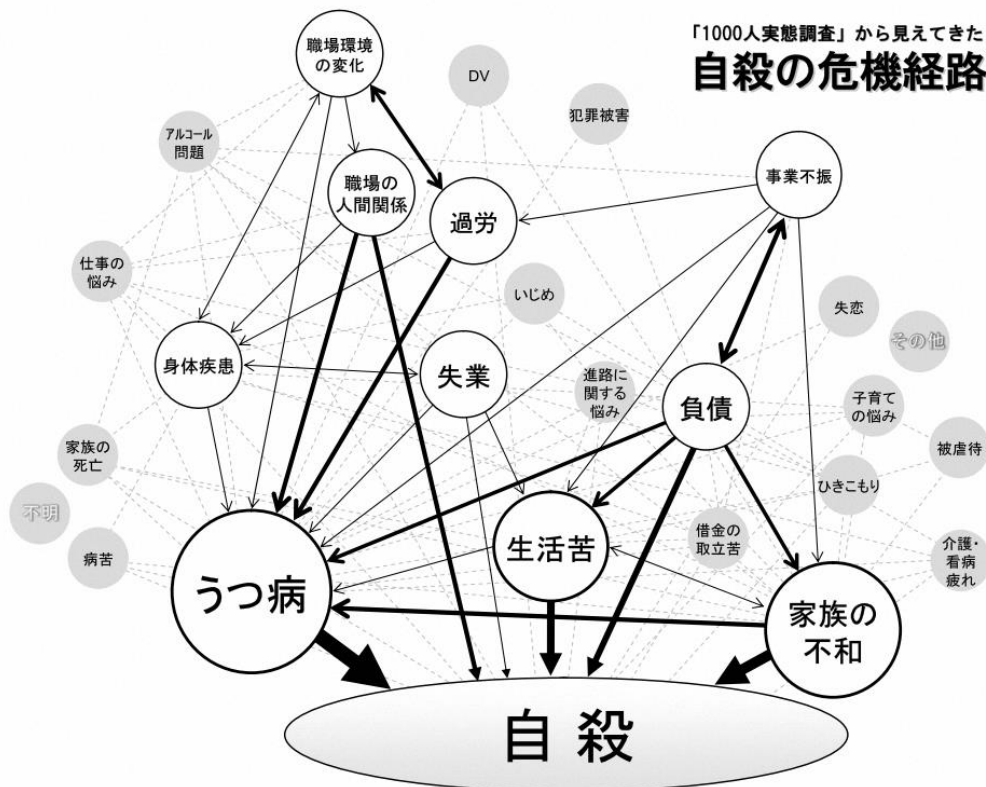 「1000人実態調査」から見えてきた
自殺の危機経路
職場環境
の変化
DV
犯罪被害
アルコール
問題
職場の
人間関係
過労
事業不振
仕事の
悩み
いじめ
失恋
その他
身体疾患
失業
進路に
関する
悩み
負債
子育て
の悩み
家族の
死亡
被虐待
ひきこもり
不明
病苦
うつ病
生活苦
借金の
取立苦
介護・
看病
疲れ
家族の
不和
自殺